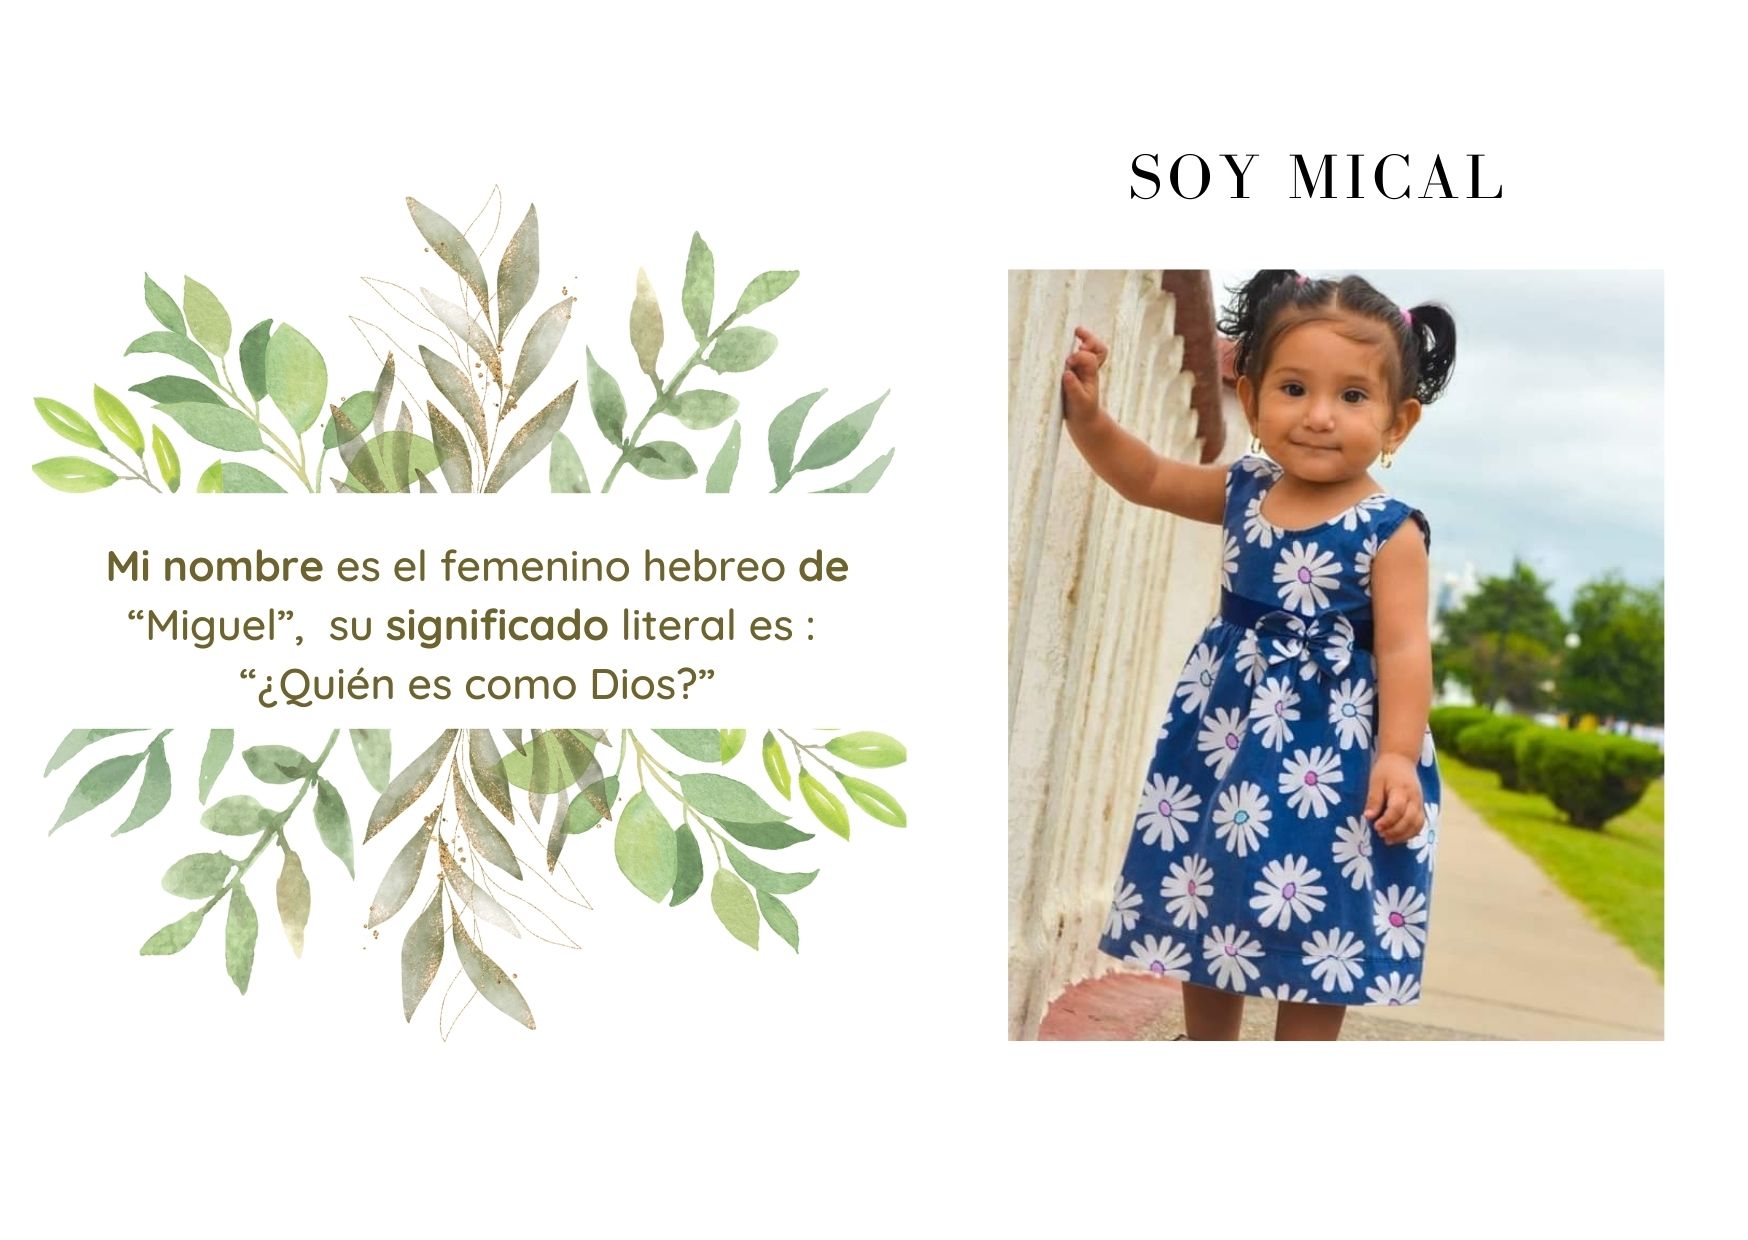 SOY MICAL
Mi nombre es el femenino hebreo de
“Miguel”, su significado literal es :
“¿Quién es como Dios?”